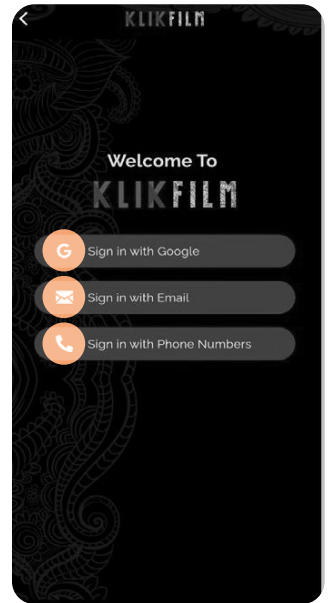 KLIKFILM
Welcome To
KLIKFILM
Sign in with Google
Sign in with Email
Sign in with Phone Numbers